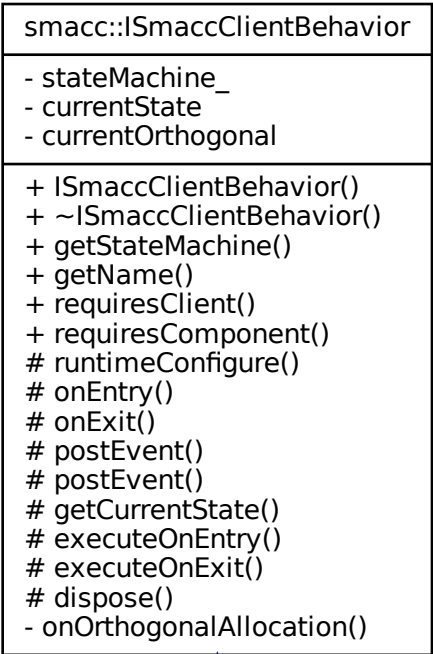 smacc::ISmaccClientBehavior
- stateMachine_
- currentState
- currentOrthogonal
+ ISmaccClientBehavior()
+ ~ISmaccClientBehavior()
+ getStateMachine()
+ getName()
+ requiresClient()
+ requiresComponent()
# runtimeConfigure()
# onEntry()
# onExit()
# postEvent()
# postEvent()
# getCurrentState()
# executeOnEntry()
# executeOnExit()
# dispose()
- onOrthogonalAllocation()